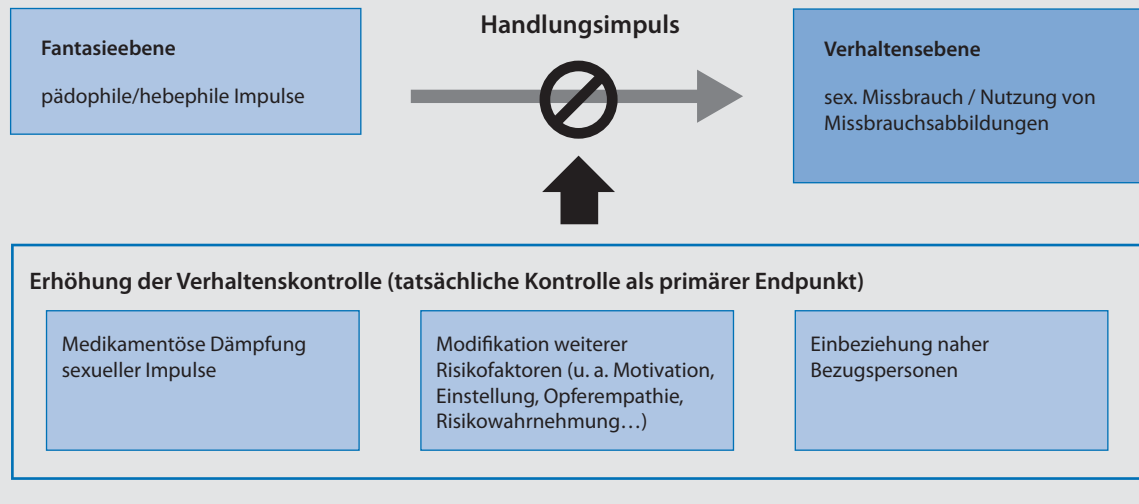 Handlungsimpuls
Fantasieebene
pädophile/hebephile Impulse
Verhaltensebene
sex. Missbrauch / Nutzung von
Missbrauchsabbildungen
Erhöhung der Verhaltenskontrolle (tatsächliche Kontrolle als primärer Endpunkt)
Medikamentöse Dämpfung
sexueller Impulse
Modifikation weiterer
Risikofaktoren (u. a. Motivation,
Einstellung, Opferempathie,
Risikowahrnehmung…)
Einbeziehung naher
Bezugspersonen